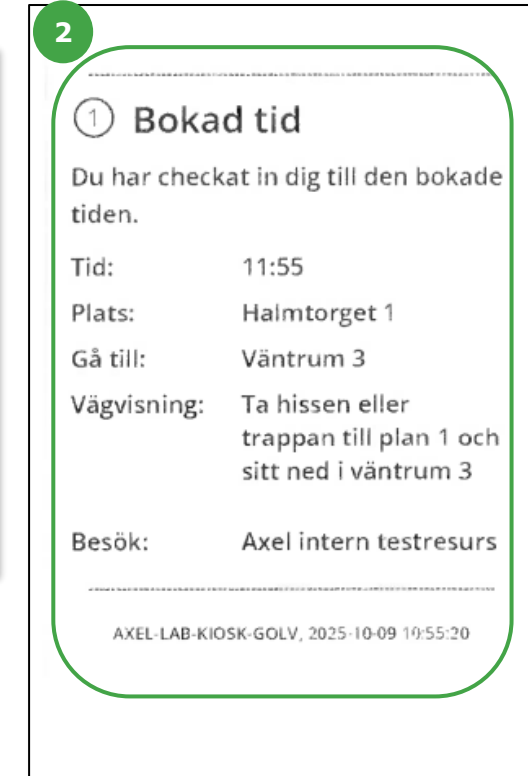 2
1 Bokad tid
Du har checkat in dig till den bokade
tiden.
Tid: 11:55
Plats: Halmtorget 1
Gå till: Väntrum 3
Vägvisning: Ta hissen eller
trappan till plan 1 och
sitt ned i väntrum 3
Besök: Axel intern testresurs
AXEL-LAB-KIOSK-GOLV, 2025-10-09 10:55:20